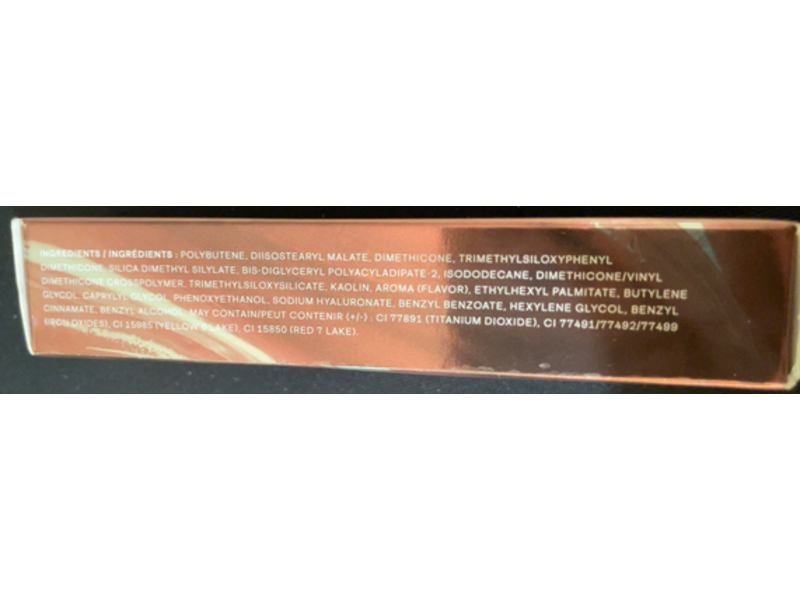 INGREDIENTS / INGRÉDIENTS : POLYBUTENE, DIISOSTEARYL MALATE, DIMETHICONE, TRIMETHYLSILOXYPHENYL
DIMETHICONE, SILICA DIMETHYL SILYLATE, BIS-DIGLYCERYL POLYACYLADIPATE-2, ISODODECANE, DIMETHICONE/VINYL
DIMETHICONE CROSSPOLYMER, TRIMETHYLSILOXYSILICATE, KAOLIN, AROMA (FLAVOR), ETHYLHEXYL PALMITATE, BUTYLENE
GLYCOL, CAPRYLYL GLYCOL, PHENOXYETHANOL, SODIUM HYALURONATE, BENZYL BENZOATE, HEXYLENE GLYCOL, BENZYL
CINNAMATE, BENZYL ALCOHOL. MAY CONTAIN/PEUT CONTENIR (+/-) : CI 77891 (TITANIUM DIOXIDE), CI 77491/77492/77499
(IRON OXIDES), CI 15985 (YELLOW 6 LAKE), CI 15850 (RED 7 LAKE).